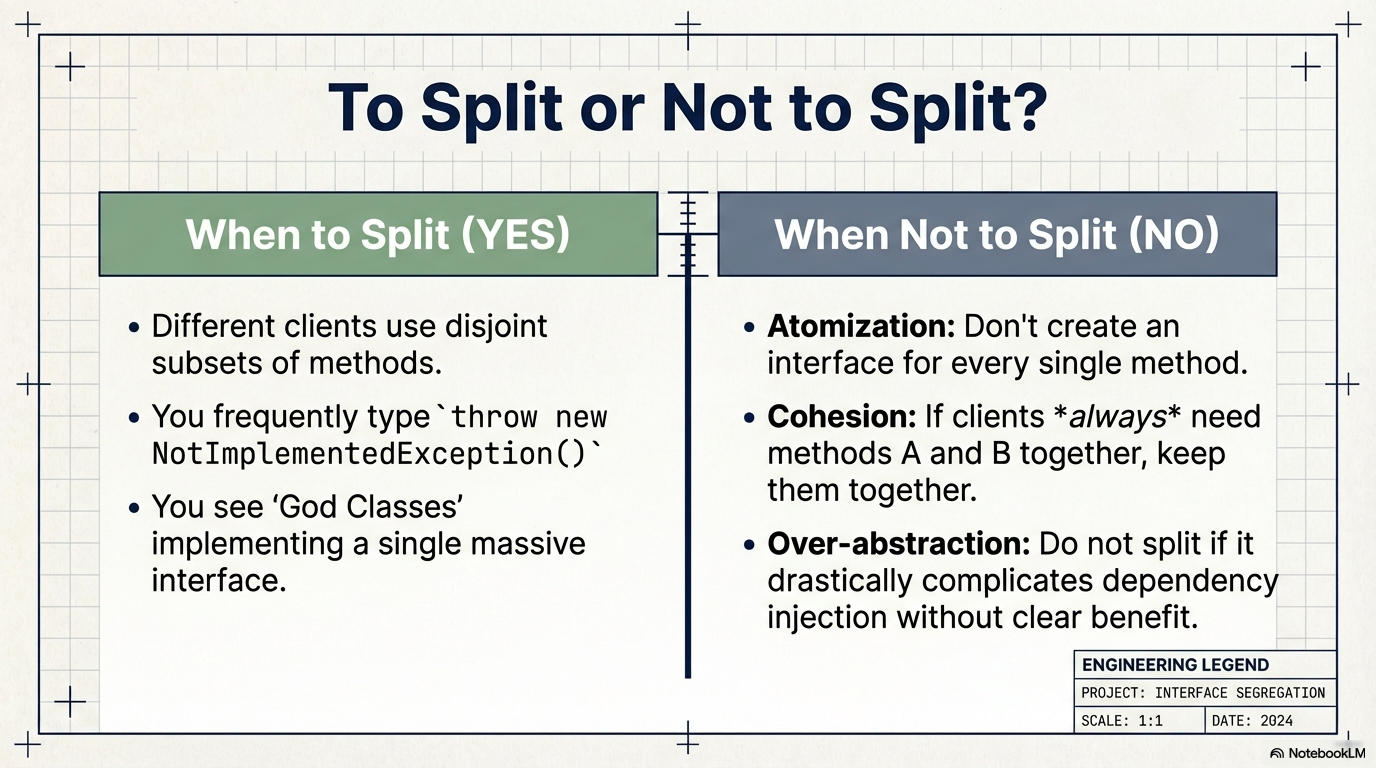 To Split or Not to Split?
When to Split (YES)
• Different clients use disjoint
subsets of methods.
• You frequently type `throw new
NotImplementedException()`
• You see ‘God Classes’
implementing a single massive
interface.
When Not to Split (NO)
• Atomization: Don't create an
interface for every single method.
• Cohesion: If clients *always* need
methods A and B together, keep
them together.
• Over-abstraction: Do not split if it
drastically complicates dependency
injection without clear benefit.
ENGINEERING LEGEND
PROJECT: INTERFACE SEGREGATION
SCALE: 1:1
DATE: 2024
NotebookLM